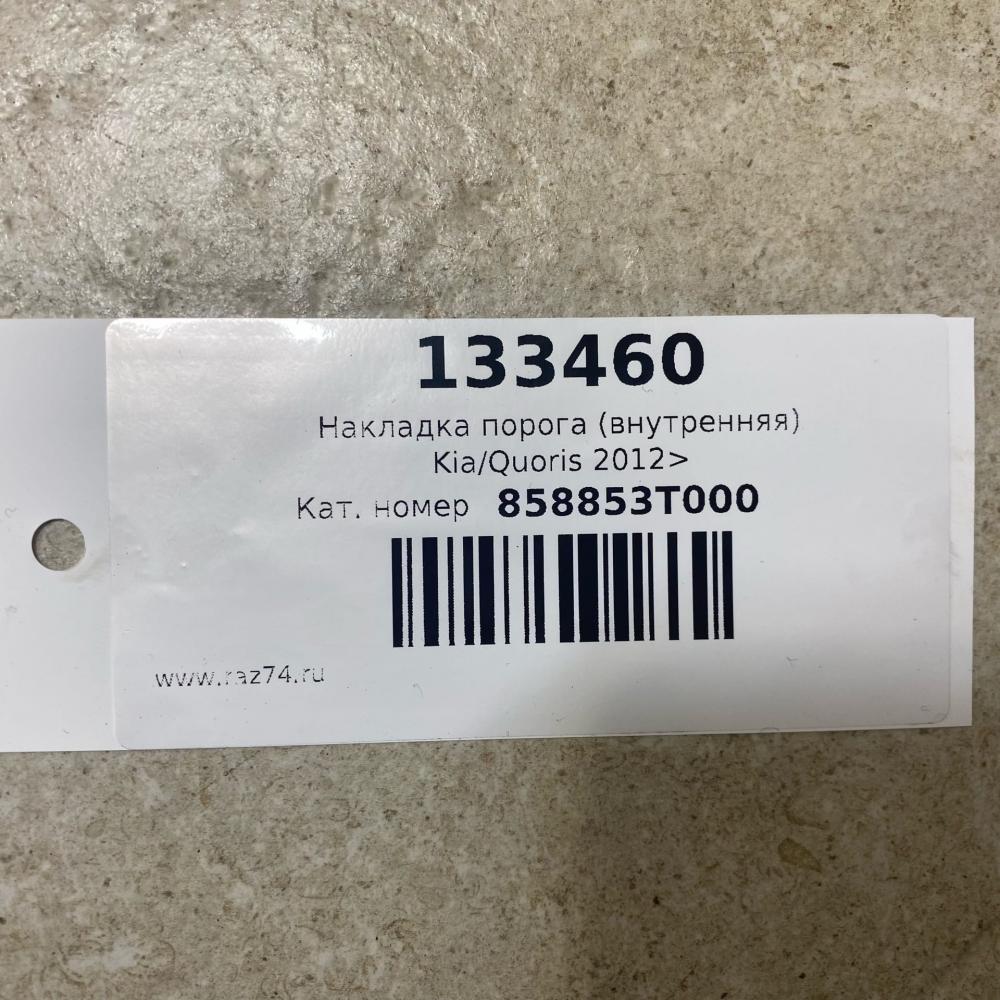 133460
Накладка порога (внутренняя)
Kia/Quoris 2012>
Кат. номер 858853T000
www.raz74.ru